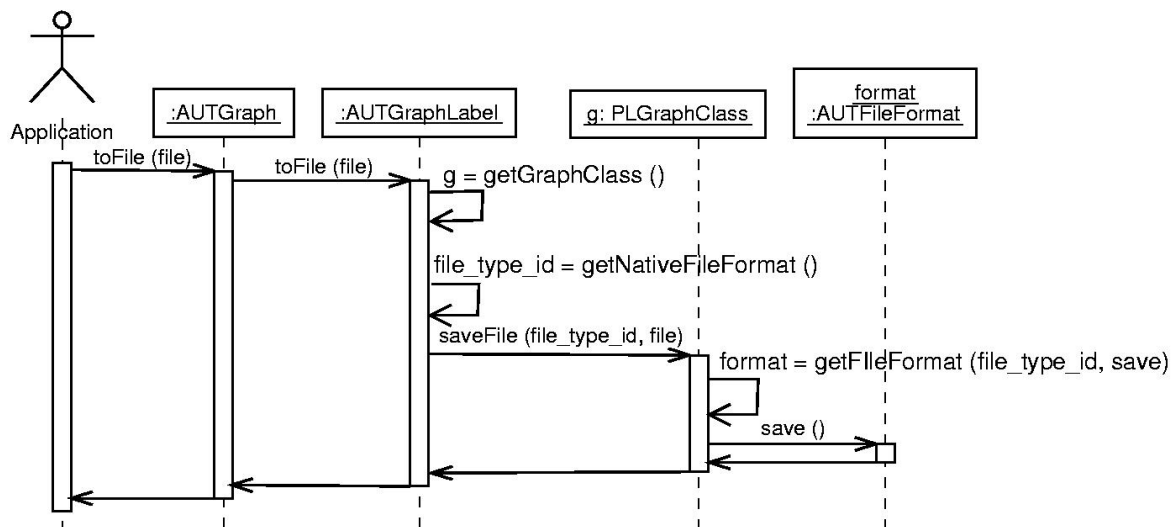 format
:AUTGraph
:AUTGraphLabel
g: PLGraphClass
:AUTFileFormat
Application
toFile (file)
toFile (file)
g = getGraphClass ()
file_type_id = getNativeFileFormat ()
saveFile (file_type_id, file)
format = getFIleFormat (file_type_id, save)
save ()